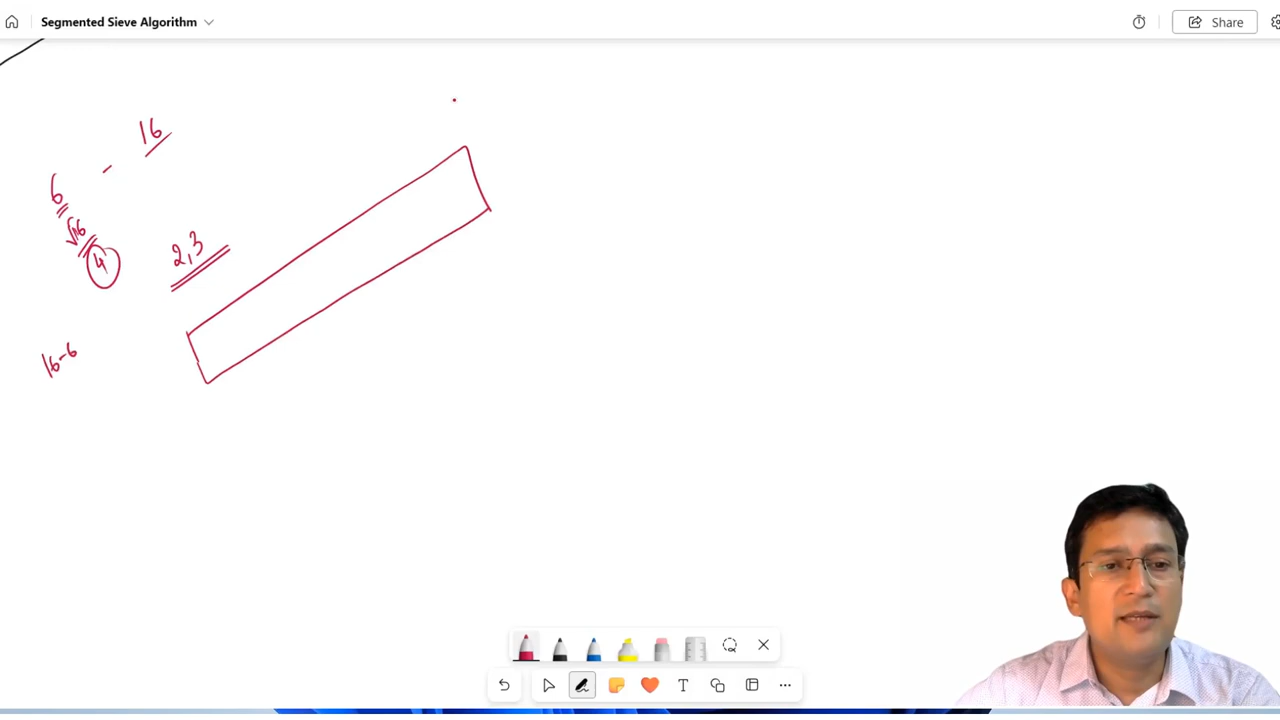 Segmented Sieve Algorithm
Share
6 - 16
√16
4
2,3
16-6
T